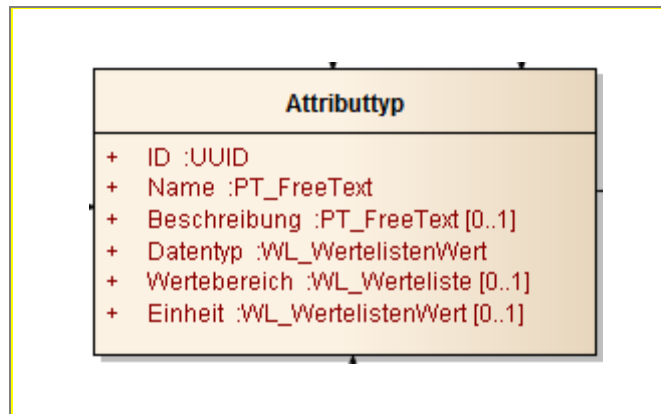 Attributtyp
+ ID :UUID
+ Name :PT_FreeText
+ Beschreibung :PT_FreeText [0..1]
+ Datentyp :WL_WertelistenWert
+ Wertebereich :WL_Werteliste [0..1]
+ Einheit :WL_WertelistenWert [0..1]